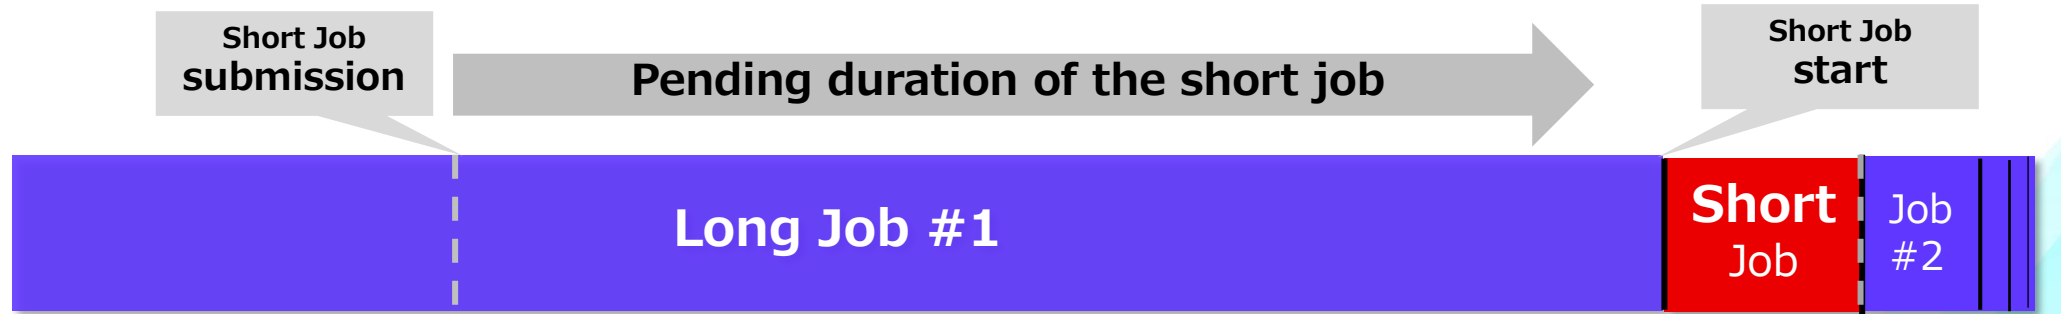 Short Job
submission
Pending duration of the short job
Short Job
start
Long Job #1
Short
Job
Job
#2